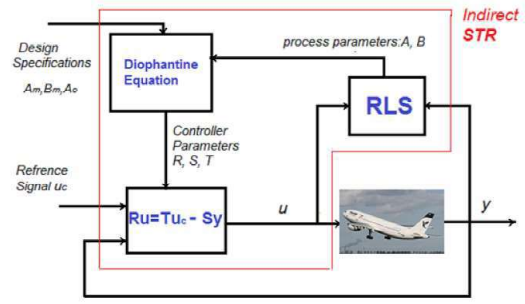 Indirect
STR
Design
Specifications
Am,Bm,Ao
Diophantine
Equation
process parameters:A, B
RLS
Controller
Parameters
R, S, T
Refrence
Signal uc
Ru=Tuc - Sy
u
y